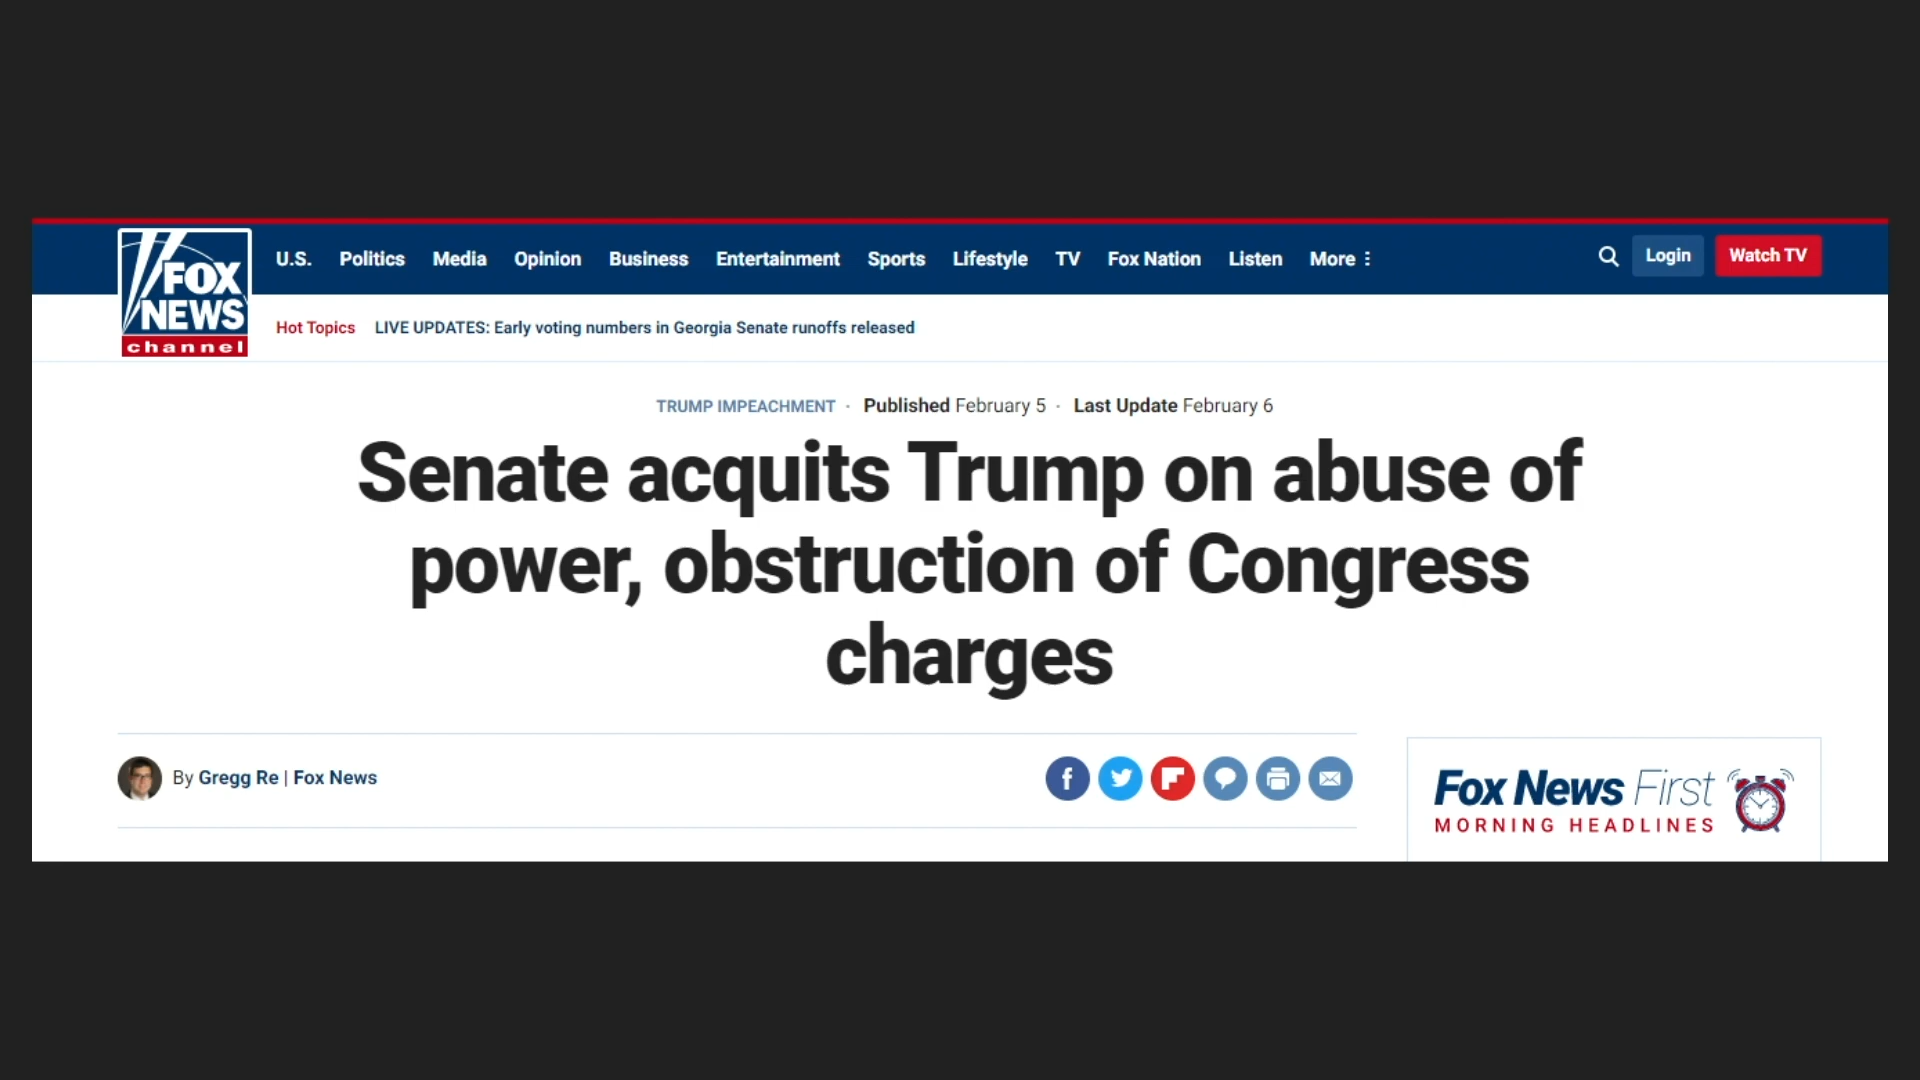 FOX
NEWS
channel
U.S. Politics Media Opinion Business Entertainment Sports Lifestyle TV Fox Nation Listen More
Login
Watch TV
Hot Topics LIVE UPDATES: Early voting numbers in Georgia Senate runoffs released
TRUMP IMPEACHMENT · Published February 5 · Last Update February 6
Senate acquits Trump on abuse of
power, obstruction of Congress
charges
By Gregg Re | Fox News
Fox News First
MORNING HEADLINES